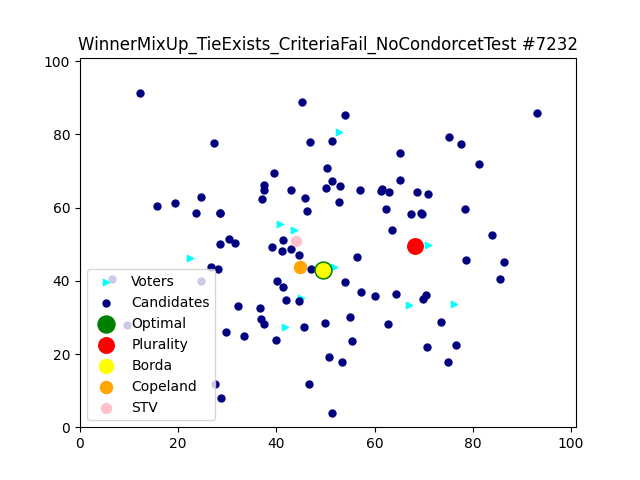 WinnerMixUp_TieExists_CriteriaFail_NoCondorcetTest #7232
100
80
60
40
20
0
Voters
Candidates
Optimal
Plurality
Borda
Copeland
STV
0 20 40 60 80 100